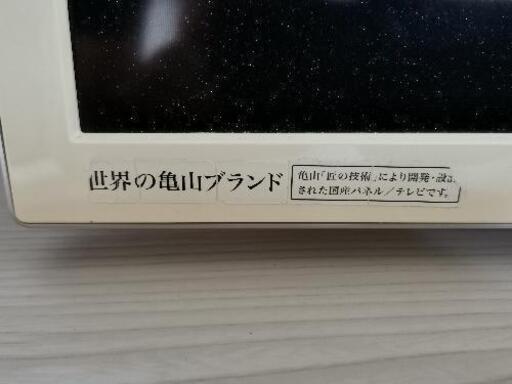 世界の亀山ブランド
亀山「匠の技術」により開発・設
された国産パネル／テレビです。